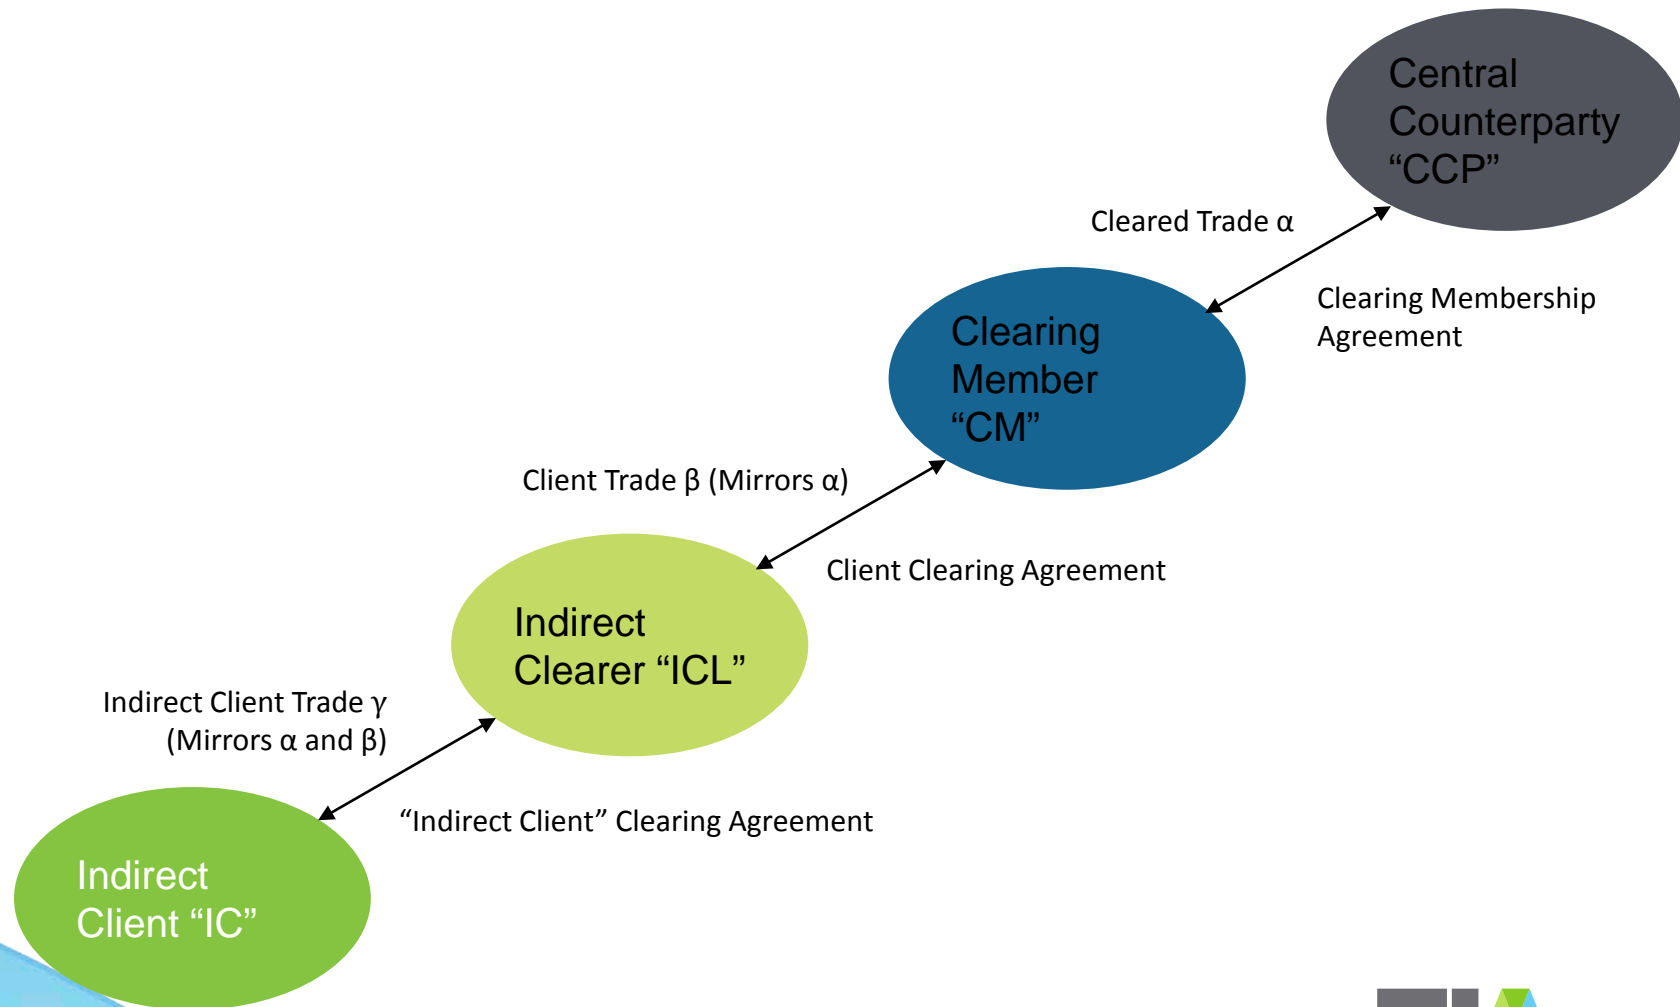 Central
Counterparty
“CCP”
Cleared Trade α
Clearing Membership
Agreement
Clearing
Member
“CM”
Client Trade β (Mirrors α)
Client Clearing Agreement
Indirect
Clearer “ICL”
Indirect Client Trade γ
(Mirrors α and β)
“Indirect Client” Clearing Agreement
Indirect
Client “IC”